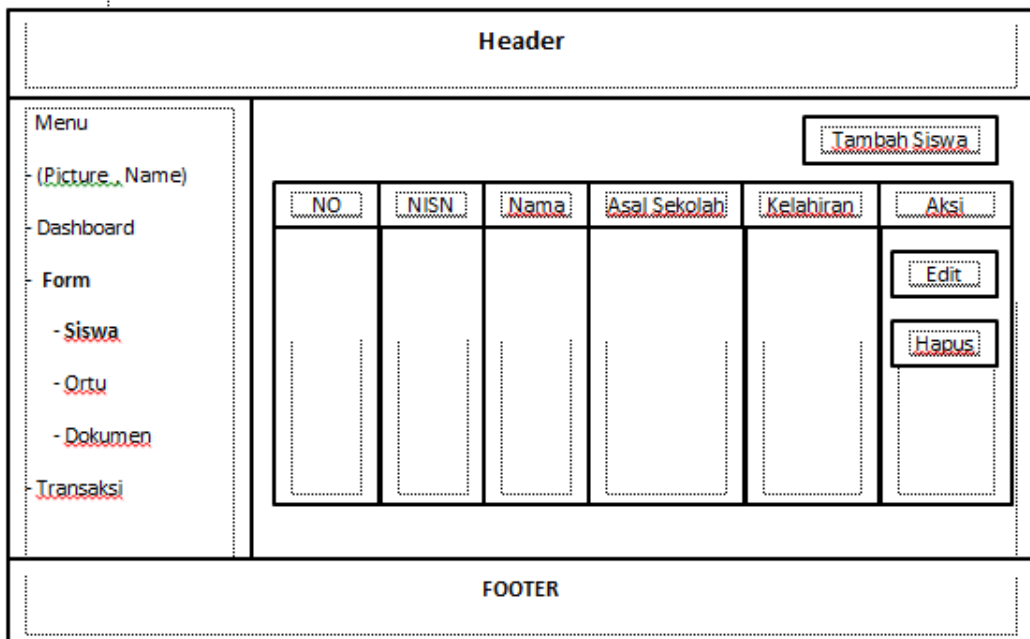 Header
Menu
- (Picture , Name)
- Dashboard
- Form
- Siswa
- Ortu
- Dokumen
- Transaksi
Tambah Siswa
NO NISN Nama Asal Sekolah Kelahiran Aksi
Edit
Hapus
FOOTER